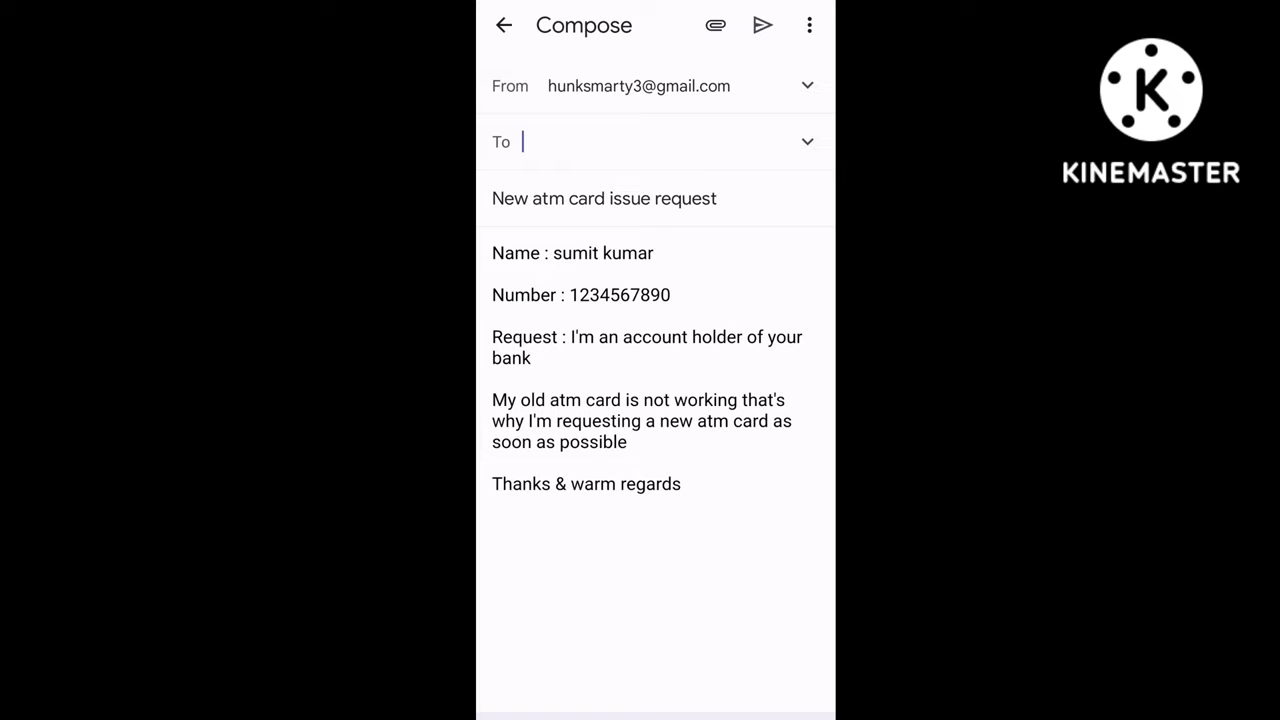 Compose
From hunksmarty3@gmail.com
To
New atm card issue request
Name : sumit kumar
Number : 1234567890
Request : I'm an account holder of your
bank
My old atm card is not working that's
why I'm requesting a new atm card as
soon as possible
Thanks & warm regards
K
KINEMASTER